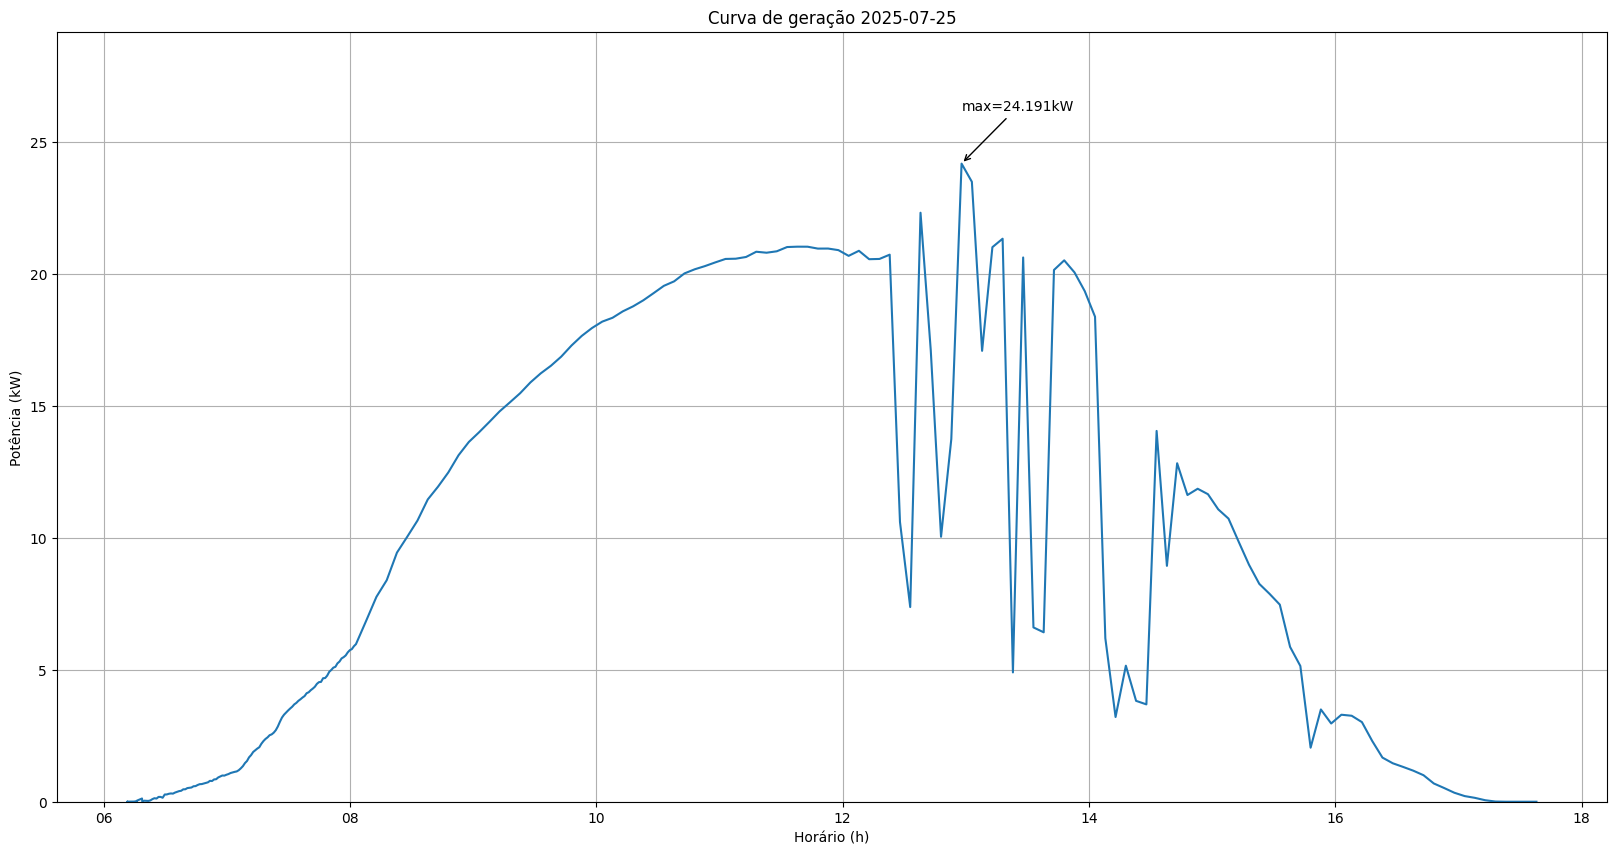 Curva de geração 2025-07-25
max=24.191kW
25
20
15
10
5
0
Potência (kW)
06 08 10 12 14 16 18
Horário (h)